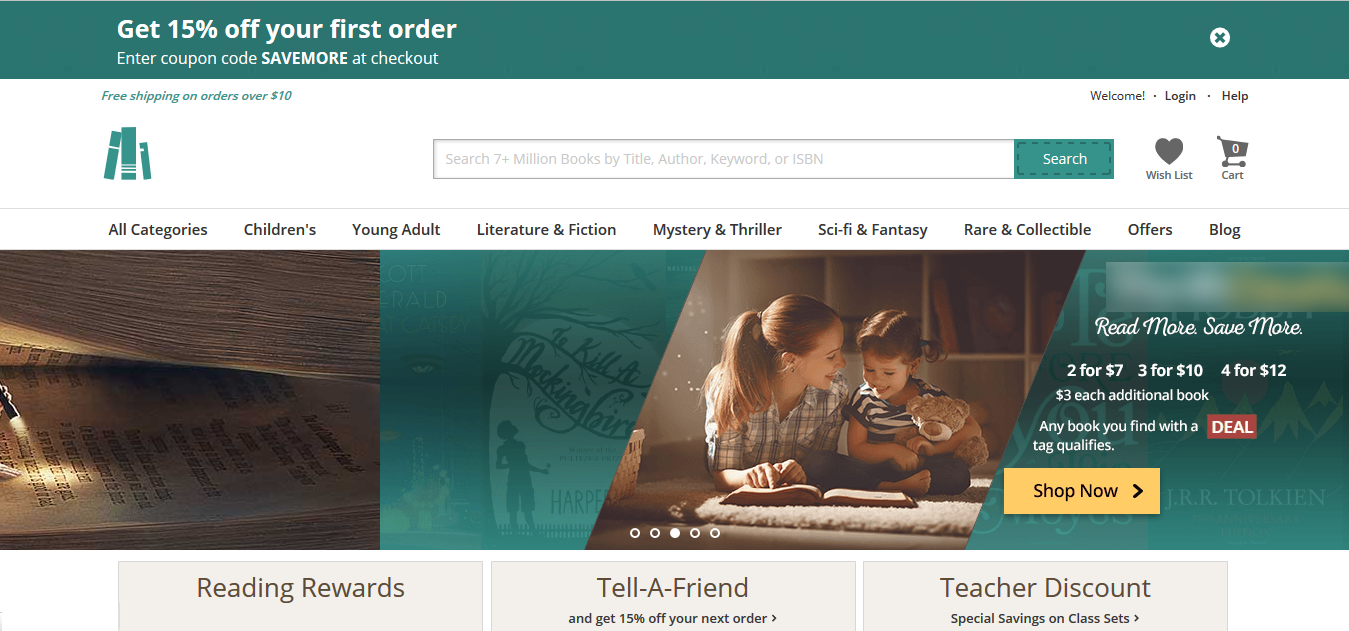 Get 15% off your first order
Enter coupon code SAVEMORE at checkout
Free shipping on orders over $10
Welcome! · Login · Help
Search 7+ Million Books by Title, Author, Keyword, or ISBN
Search
Wish List
0
Cart
All Categories Children's Young Adult Literature & Fiction Mystery & Thriller Sci-fi & Fantasy Rare & Collectible Offers Blog
To Kill A
Mockingbird
HARPER
Read More. Save More.
2 for $7 3 for $10 4 for $12
$3 each additional book
Any book you find with a DEAL
tag qualifies.
Shop Now
J.R.R. TOLKIEN
Reading Rewards
Tell-A-Friend
and get 15% off your next order
Teacher Discount
Special Savings on Class Sets